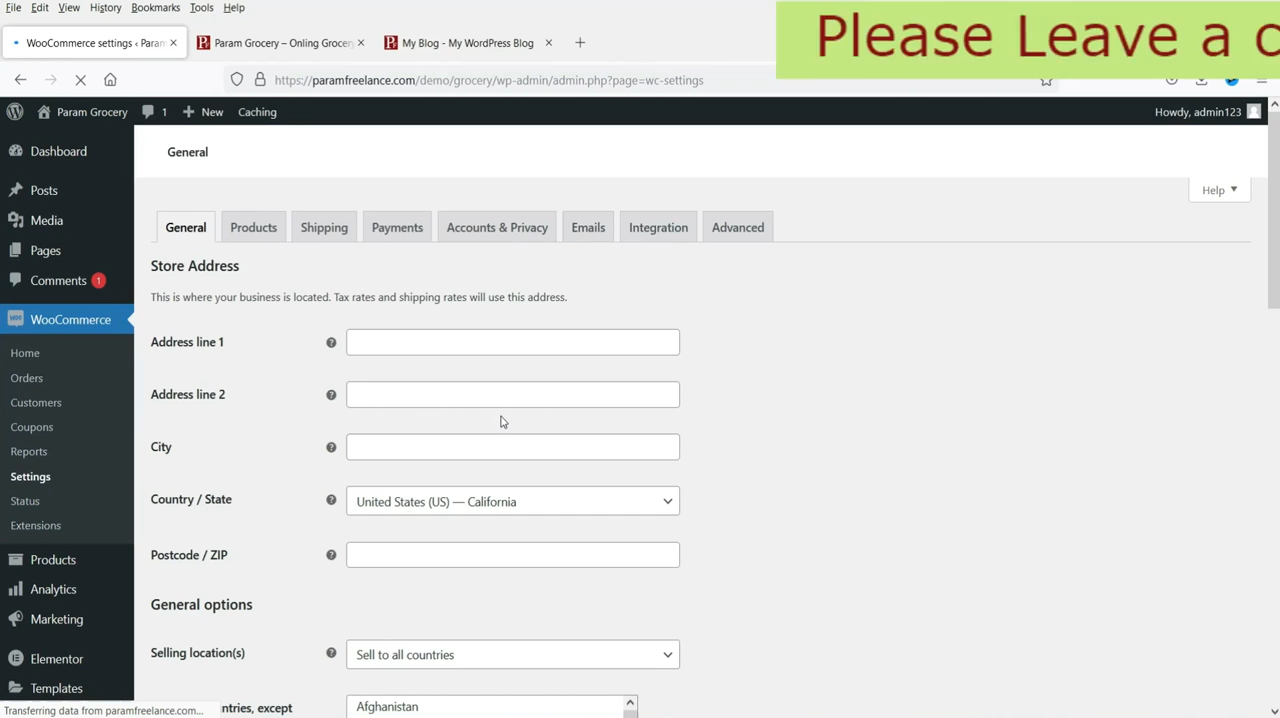 File Edit View History Bookmarks Tools Help
Please Leave a
WooCommerce settings ‹ Param
Param Grocery – Onling Grocery
My Blog - My WordPress Blog
https://paramfreelance.com/demo/grocery/wp-admin/admin.php?page=wc-settings
Param Grocery 1 New Caching Howdy, admin123
Dashboard
Posts
Media
Pages
Comments 1
WooCommerce
Home
Orders
Customers
Coupons
Reports
Settings
Status
Extensions
Products
Analytics
Marketing
Elementor
Templates
General
Help
General Products Shipping Payments Accounts & Privacy Emails Integration Advanced
Store Address
This is where your business is located. Tax rates and shipping rates will use this address.
Address line 1
Address line 2
City
Country / State United States (US) — California
Postcode / ZIP
General options
Selling location(s) Sell to all countries
ntries, except Afghanistan
Transferring data from paramfreelance.com...